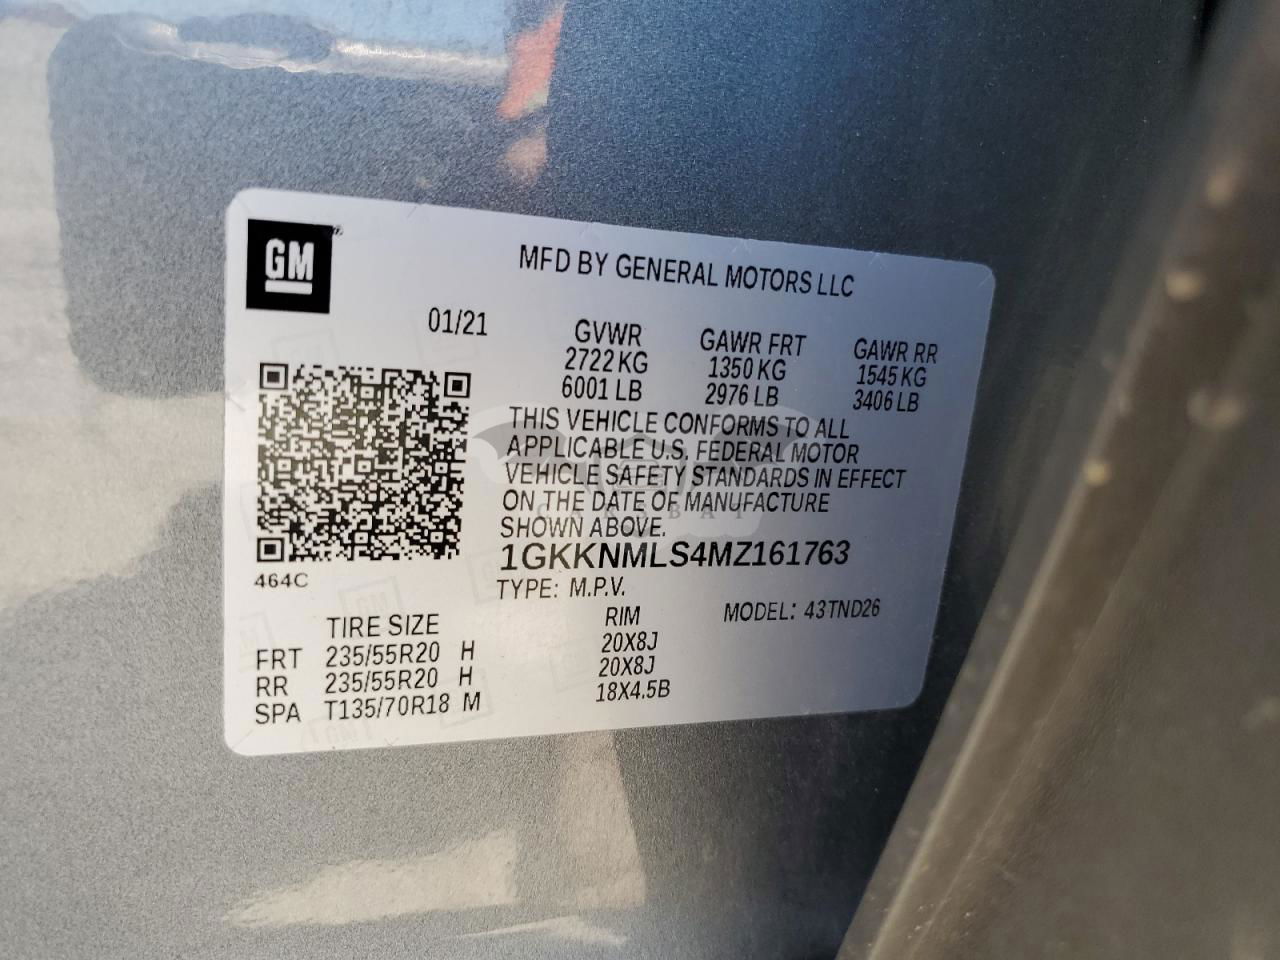 GM
MFD BY GENERAL MOTORS LLC
01/21
GVWR GAWR FRT GAWR RR
2722 KG 1350 KG 1545 KG
6001 LB 2976 LB 3406 LB
THIS VEHICLE CONFORMS TO ALL
APPLICABLE U.S. FEDERAL MOTOR
VEHICLE SAFETY STANDARDS IN EFFECT
ON THE DATE OF MANUFACTURE
SHOWN ABOVE.
CAROBAT
1GKKNMLS4MZ161763
464C
TYPE: M.P.V.
MODEL: 43TND26
TIRE SIZE RIM
FRT 235/55R20 H 20X8J
RR 235/55R20 H 20X8J
SPA T135/70R18 M 18X4.5B